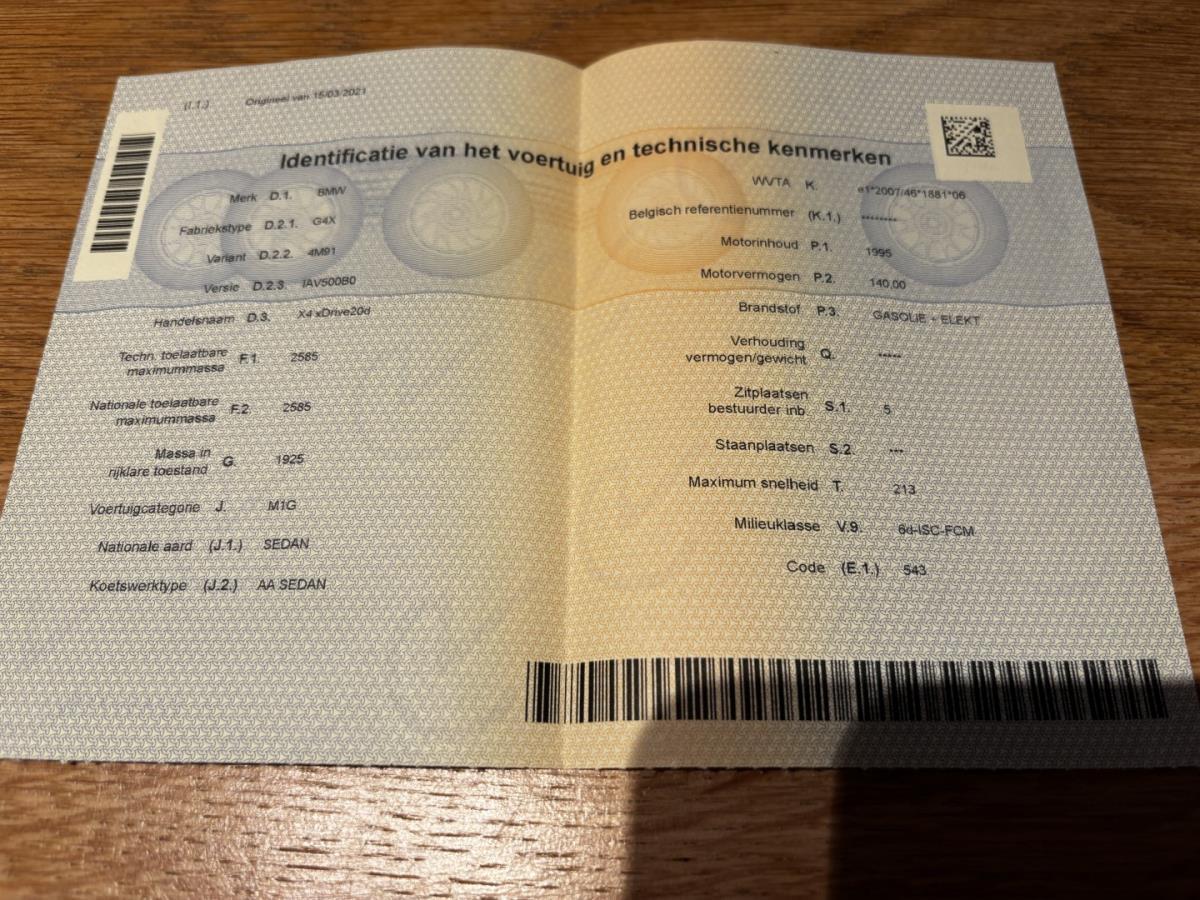 (I.1.) Origineel van 15/03/2021
Identificatie van het voertuig en technische kenmerken
Merk D.1. BMW
Fabriekstype D.2.1. G4X
Variant D.2.2. 4M91
Versie D.2.3. IAV500B0
Handelsnaam D.3. X4 xDrive20d
Techn. toelaatbare
maximummassa F.1. 2585
Nationale toelaatbare
maximummassa F.2. 2585
Massa in
rijklare toestand G. 1925
Voertuigcategorie J. M1G
Nationale aard (J.1.) SEDAN
Koetswerktype (J.2.) AA SEDAN
WVTA K. e1*2007/46*1881*06
Belgisch referentienummer (K.1.) ********
Motorinhoud P.1. 1995
Motorvermogen P.2. 140,00
Brandstof P.3. GASOLIE - ELEKT
Verhouding
vermogen/gewicht Q. *****
Zitplaatsen
bestuurder inb. S.1. 5
Staanplaatsen S.2. ***
Maximum snelheid T. 213
Milieuklasse V.9. 6d-ISC-FCM
Code (E.1.) 543